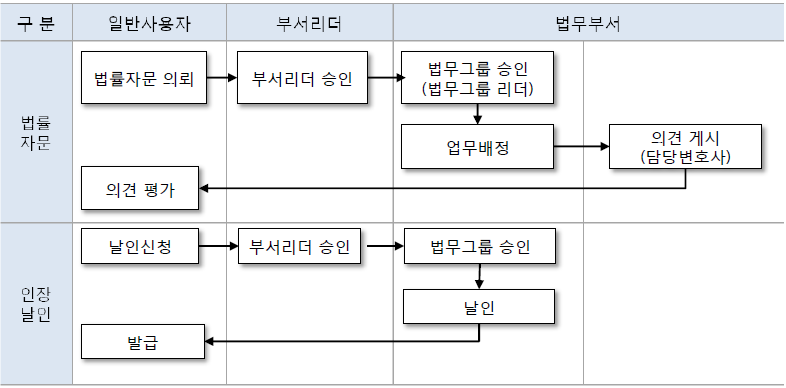 구 분
일반사용자
부서리더
법무부서
법률
자문
법률자문 의뢰
부서리더 승인
법무그룹 승인
(법무그룹 리더)
업무배정
의견 게시
(담당변호사)
의견 평가
인장
날인
날인신청
부서리더 승인
법무그룹 승인
날인
발급